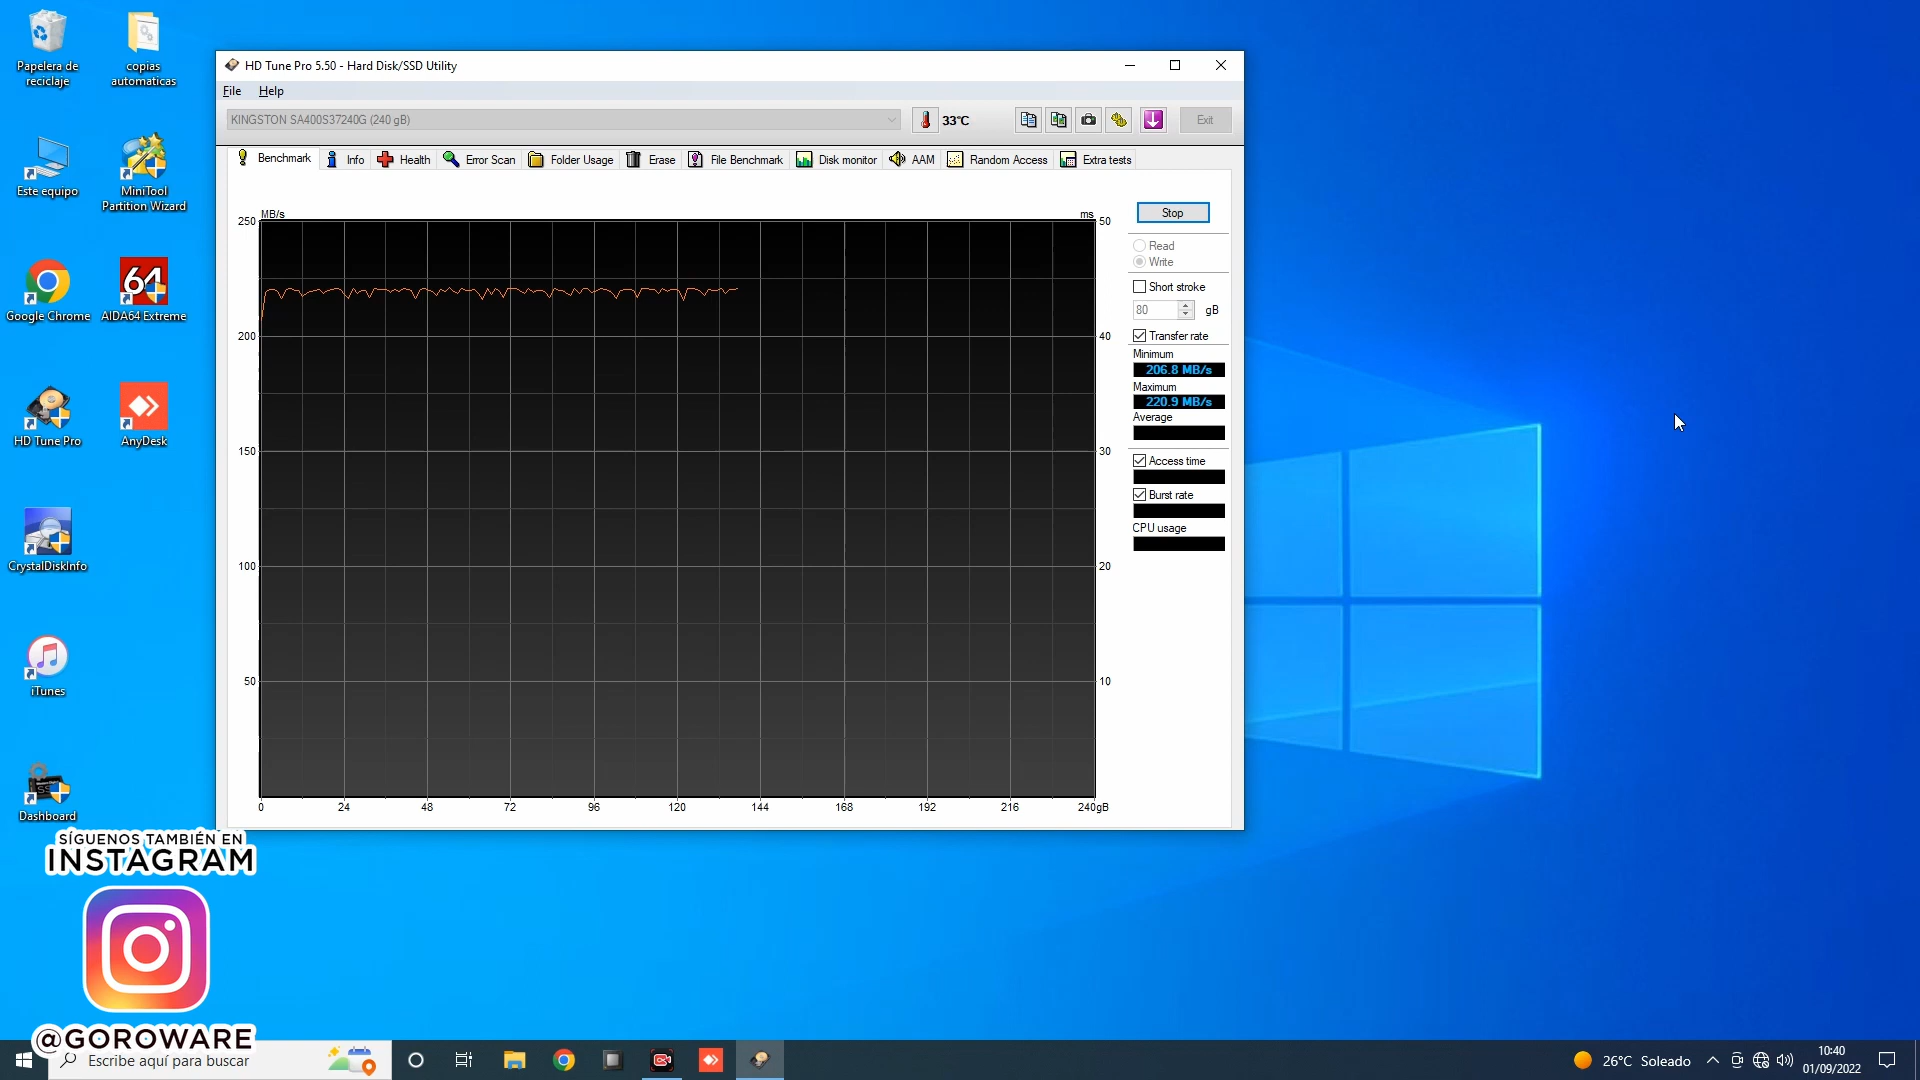 Papelera de
reciclaje
copias
automaticas
Este equipo
MiniTool
Partition Wizard
Google Chrome
64
AIDA64 Extreme
HD Tune Pro
AnyDesk
CrystalDiskInfo
iTunes
Dashboard
HD Tune Pro 5.50 - Hard Disk/SSD Utility
File Help
KINGSTON SA400S37240G (240 gB)
33°C
Exit
Benchmark Info Health Error Scan Folder Usage Erase File Benchmark Disk monitor AAM Random Access Extra tests
MB/s ms
250 50
200 40
150 30
100 20
50 10
0 24 48 72 96 120 144 168 192 216 240gB
Stop
Read
Write
Short stroke
80 gB
Transfer rate
Minimum
206.8 MB/s
Maximum
220.9 MB/s
Average
Access time
Burst rate
CPU usage
SÍGUENOS TAMBIÉN EN
INSTAGRAM
@GOROWARE
Escribe aquí para buscar
26°C Soleado
10:40
01/09/2022